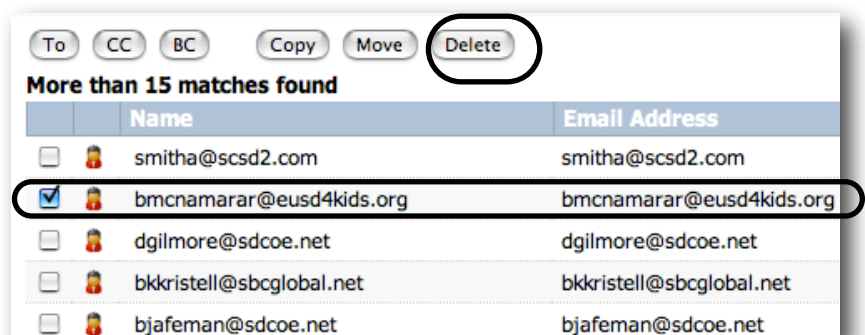 To CC BC Copy Move Delete
More than 15 matches found
Name Email Address
smitha@scsd2.com smitha@scsd2.com
bmcnamarar@eusd4kids.org bmcnamarar@eusd4kids.org
dgilmore@sdcoe.net dgilmore@sdcoe.net
bkkristell@sbcglobal.net bkkristell@sbcglobal.net
bjafeman@sdcoe.net bjafeman@sdcoe.net